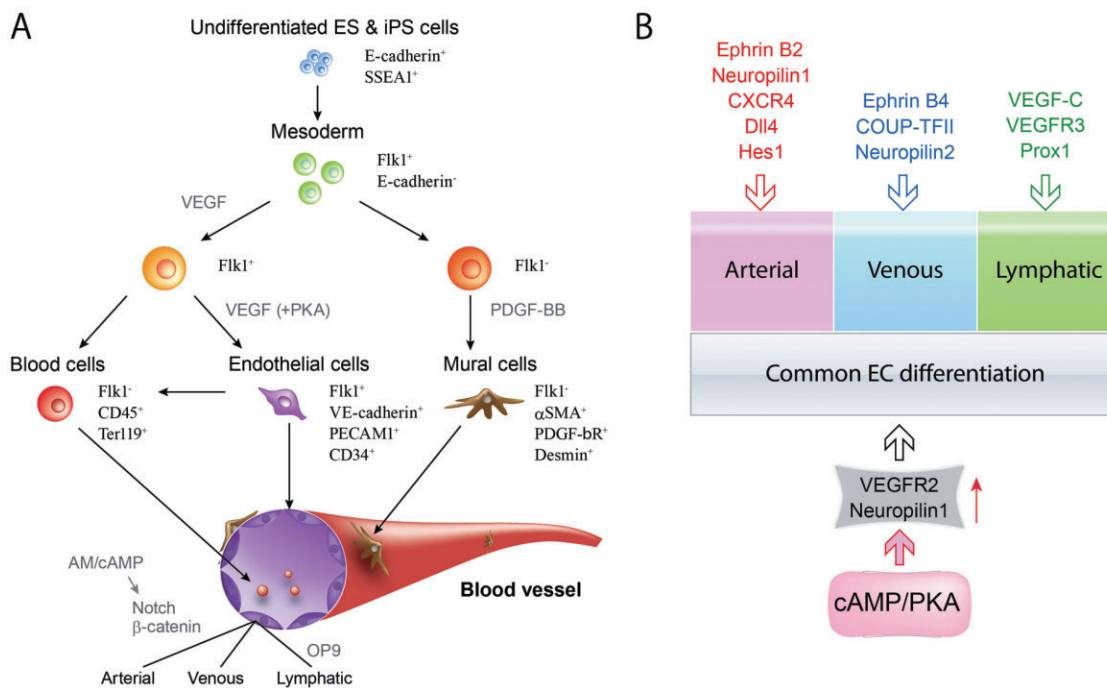 A
Undifferentiated ES & iPS cells
E-cadherin⁺
SSEA1⁺
Mesoderm
Flk1⁺
E-cadherin⁻
VEGF
Flk1⁺
Flk1⁻
VEGF (+PKA)
PDGF-BB
Blood cells
Flk1⁻
CD45⁺
Ter119⁺
Endothelial cells
Flk1⁺
VE-cadherin⁺
PECAM1⁺
CD34⁺
Mural cells
Flk1⁻
αSMA⁺
PDGF-bR⁺
Desmin⁺
AM/cAMP
Notch
β-catenin
Blood vessel
OP9
Arterial
Venous
Lymphatic
B
Ephrin B2
Neuropilin1
CXCR4
Dll4
Hes1
Ephrin B4
COUP-TFII
Neuropilin2
VEGF-C
VEGFR3
Prox1
Arterial
Venous
Lymphatic
Common EC differentiation
VEGFR2
Neuropilin1
cAMP/PKA